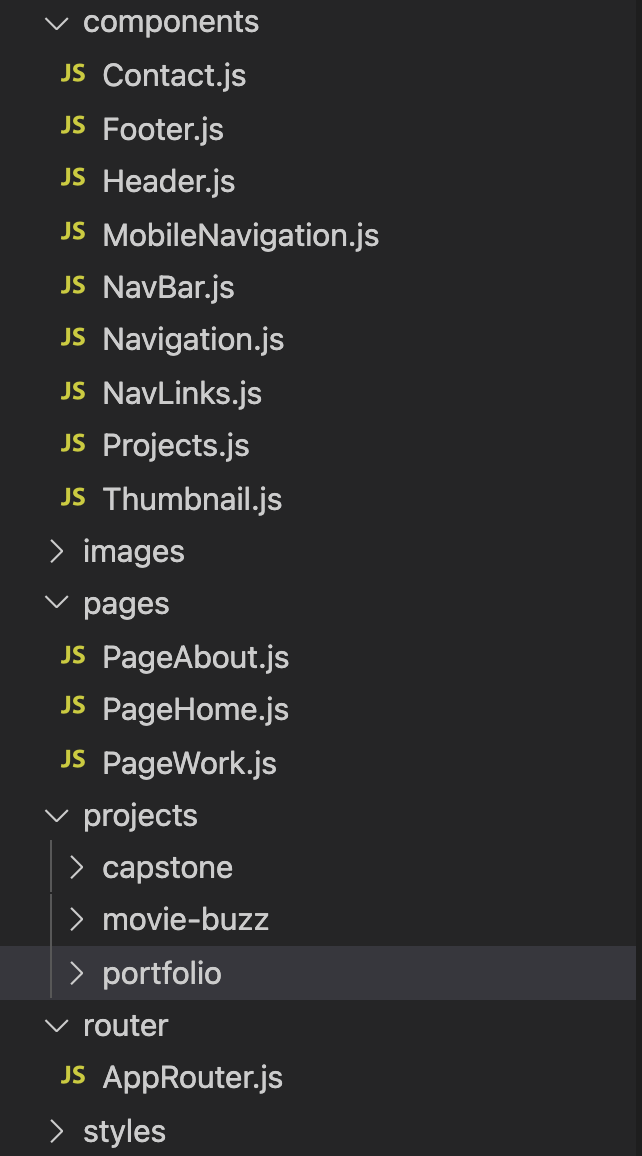 components
JS Contact.js
JS Footer.js
JS Header.js
JS MobileNavigation.js
JS NavBar.js
JS Navigation.js
JS NavLinks.js
JS Projects.js
JS Thumbnail.js
images
pages
JS PageAbout.js
JS PageHome.js
JS PageWork.js
projects
capstone
movie-buzz
portfolio
router
JS AppRouter.js
styles